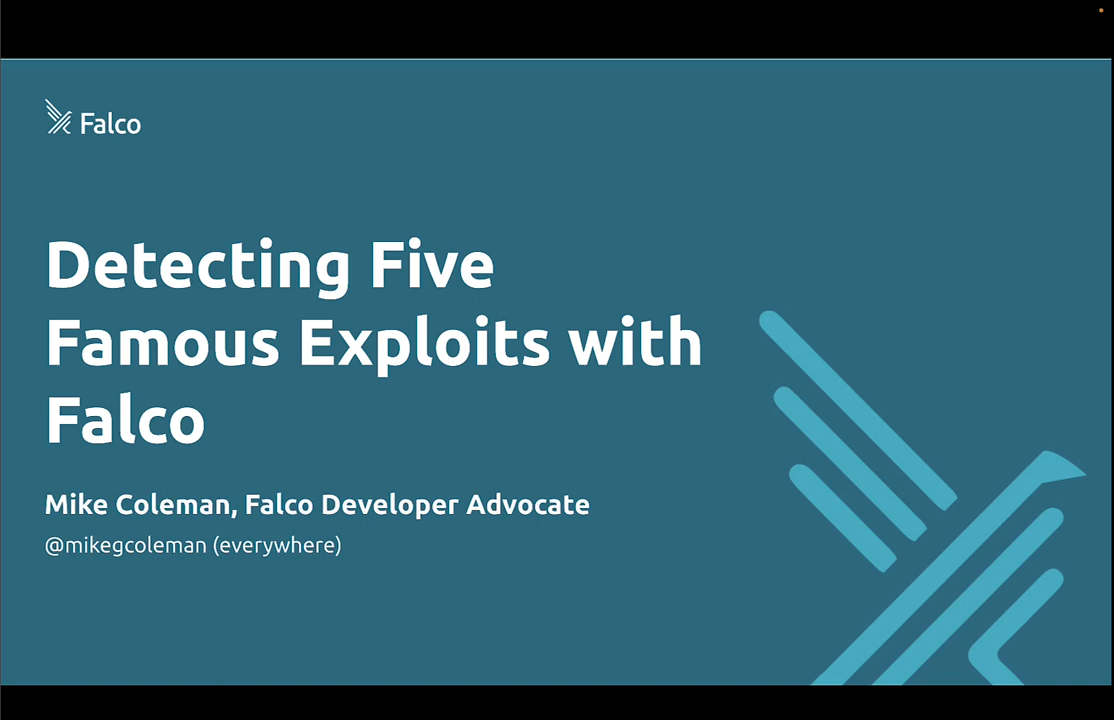 Falco
Detecting Five
Famous Exploits with
Falco
Mike Coleman, Falco Developer Advocate
@mikegcoleman (everywhere)